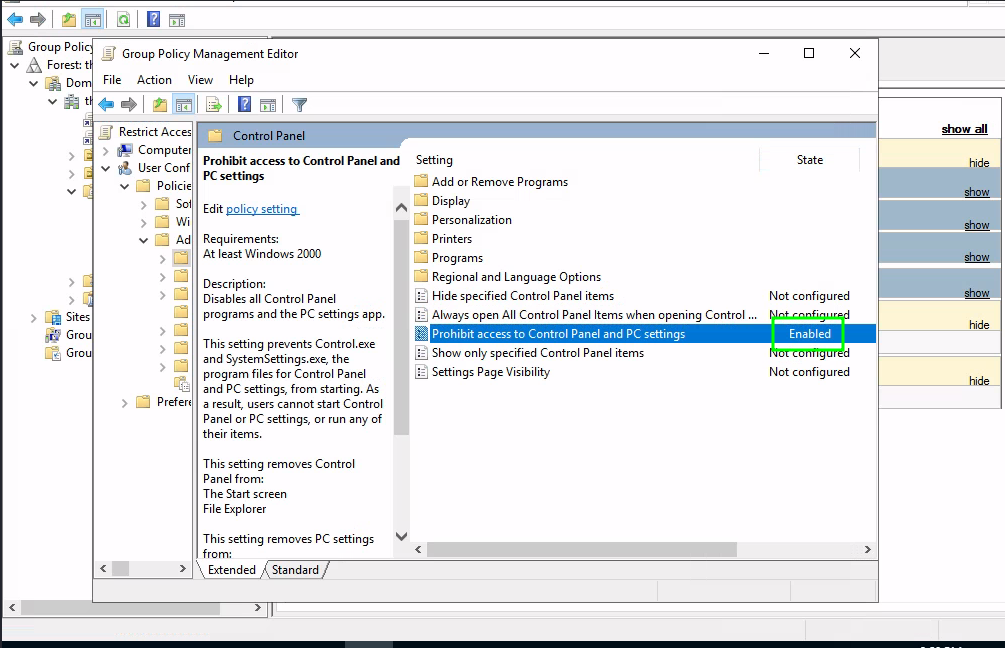 Group Policy Management Editor
File Action View Help
Group Policy
Forest: th
Dom
th
Sites
Grou
Grou
Restrict Acces
Computer
User Conf
Policie
Sof
Wi
Ad
Prefere
Control Panel
Prohibit access to Control Panel and
PC settings
Edit policy setting
Requirements:
At least Windows 2000
Description:
Disables all Control Panel
programs and the PC settings app.
This setting prevents Control.exe
and SystemSettings.exe, the
program files for Control Panel
and PC settings, from starting. As
a result, users cannot start Control
Panel or PC settings, or run any of
their items.
This setting removes Control
Panel from:
The Start screen
File Explorer
This setting removes PC settings
from:
Setting State
Add or Remove Programs
Display
Personalization
Printers
Programs
Regional and Language Options
Hide specified Control Panel items Not configured
Always open All Control Panel Items when opening Control ... Not configured
Prohibit access to Control Panel and PC settings Enabled
Show only specified Control Panel items Not configured
Settings Page Visibility Not configured
Extended Standard
show all
hide
show
show
show
show
hide
hide